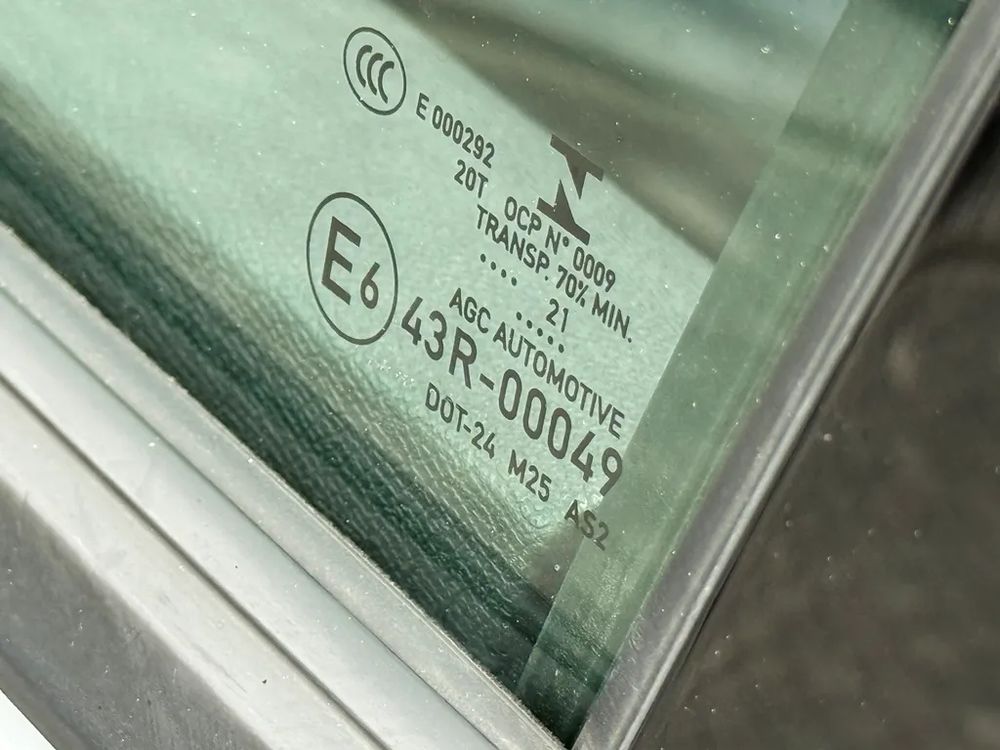 CCC
E 000292
20T
N
OCP N° 0009
TRANSP. 70% MIN.
.... 21
.....
E6
AGC AUTOMOTIVE
43R-00049
DOT-24 M25 AS2